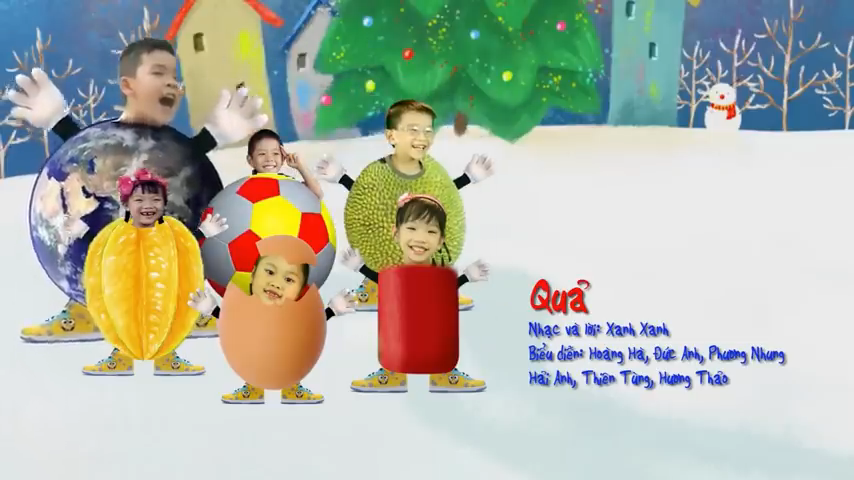 Quả
Nhạc và lời: Xanh Xanh
Biểu diễn: Hoàng Hà, Đức Anh, Phương Nhung
Hải Anh, Thiên Tùng, Hương Thảo